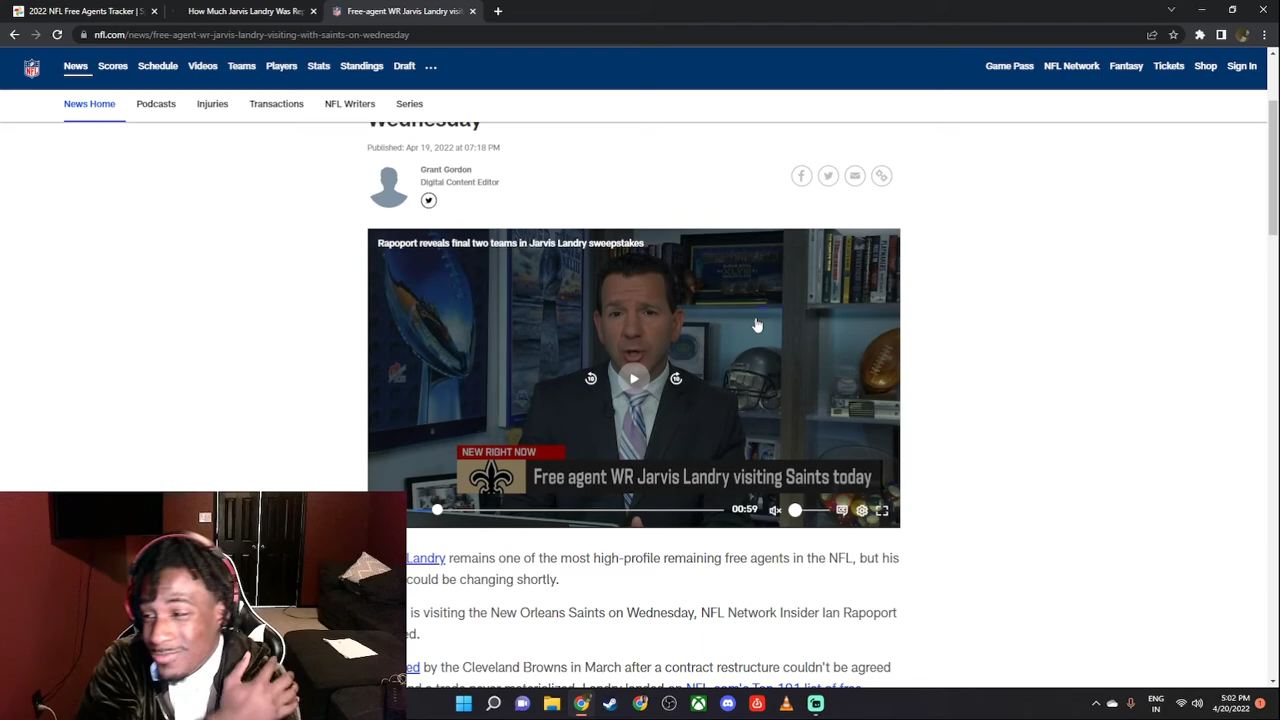 2022 NFL Free Agents Tracker | S
How Much Jarvis Landry Was Re
Free-agent WR Jarvis Landry visi
nfl.com/news/free-agent-wr-jarvis-landry-visiting-with-saints-on-wednesday
NFL News Scores Schedule Videos Teams Players Stats Standings Draft ••• Game Pass NFL Network Fantasy Tickets Shop Sign In
News Home Podcasts Injuries Transactions NFL Writers Series
Wednesday
Published: Apr 19, 2022 at 07:18 PM
Grant Gordon
Digital Content Editor
Rapoport reveals final two teams in Jarvis Landry sweepstakes
10 10
NEW RIGHT NOW
Free agent WR Jarvis Landry visiting Saints today
00:59
Landry remains one of the most high-profile remaining free agents in the NFL, but his
could be changing shortly.
is visiting the New Orleans Saints on Wednesday, NFL Network Insider Ian Rapoport
ed.
ed by the Cleveland Browns in March after a contract restructure couldn't be agreed
ENG
IN
5:02 PM
4/20/2022